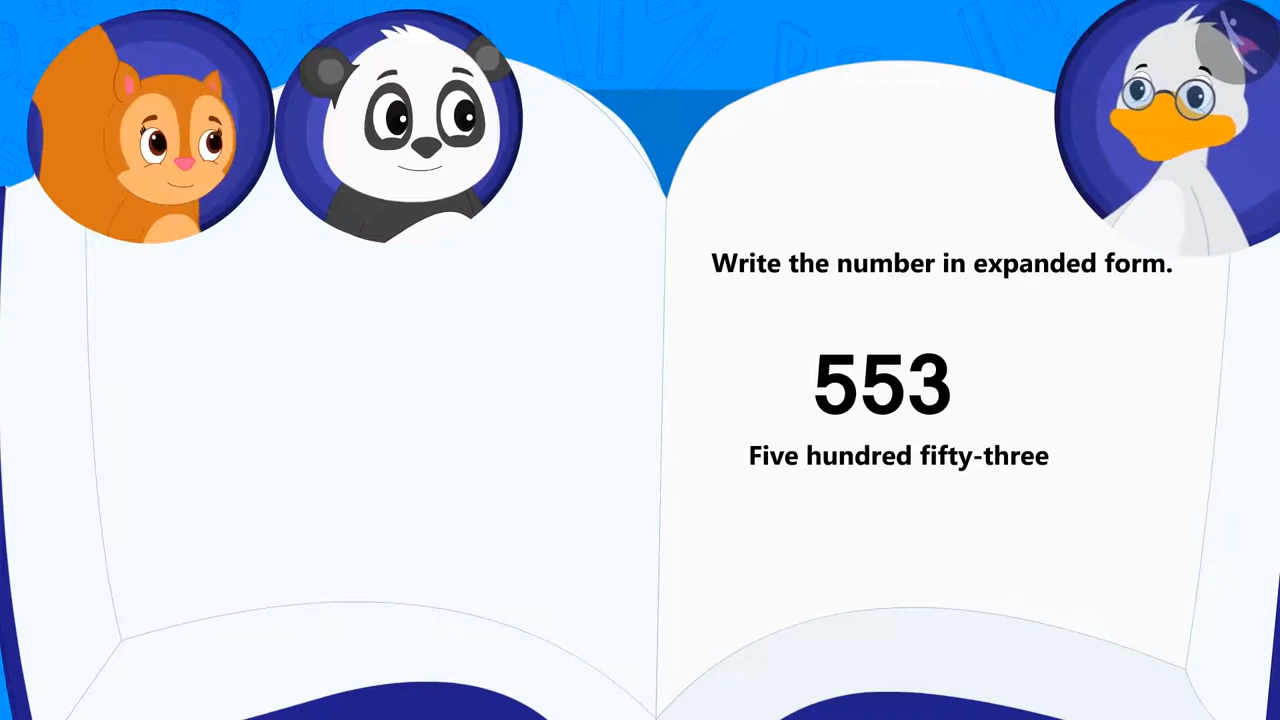 Write the number in expanded form.
553
Five hundred fifty-three